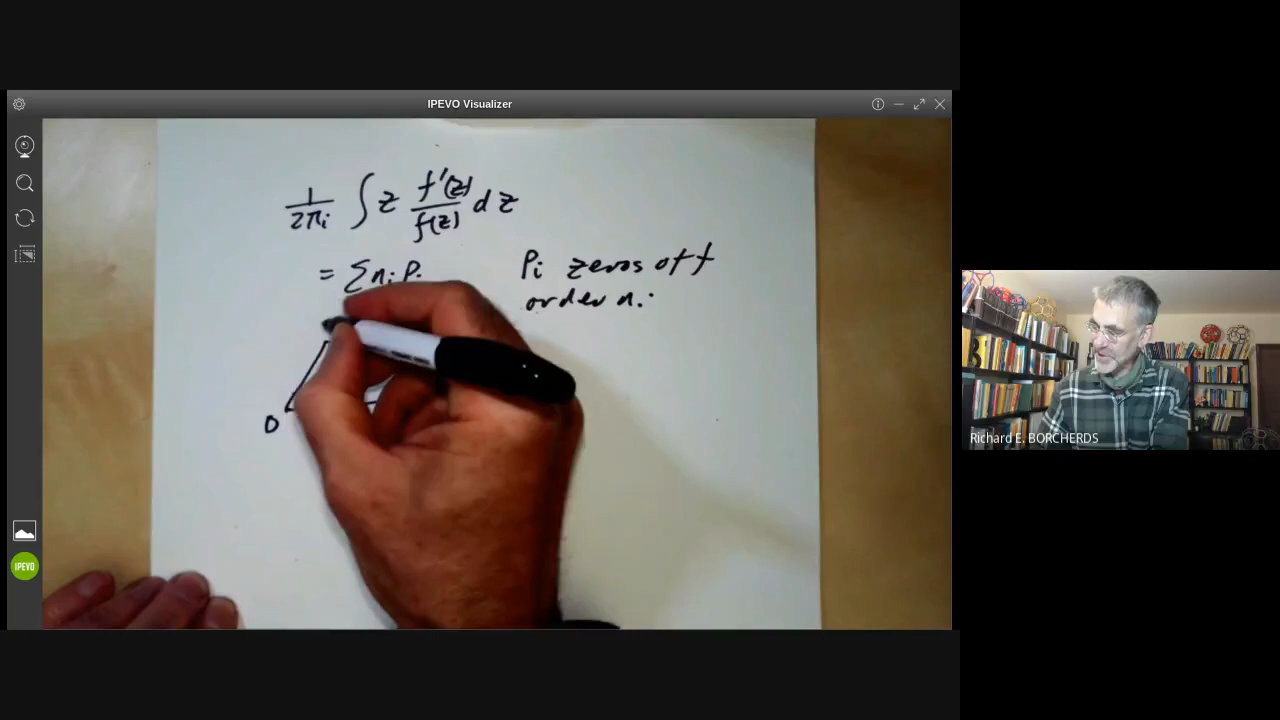 IPEVO Visualizer
1/2πi ∫ z f'(z)/f(z) dz
= Σ nᵢ Pᵢ
Pᵢ zeros of f
order nᵢ
0
IPEVO
Richard E. BORCHERDS